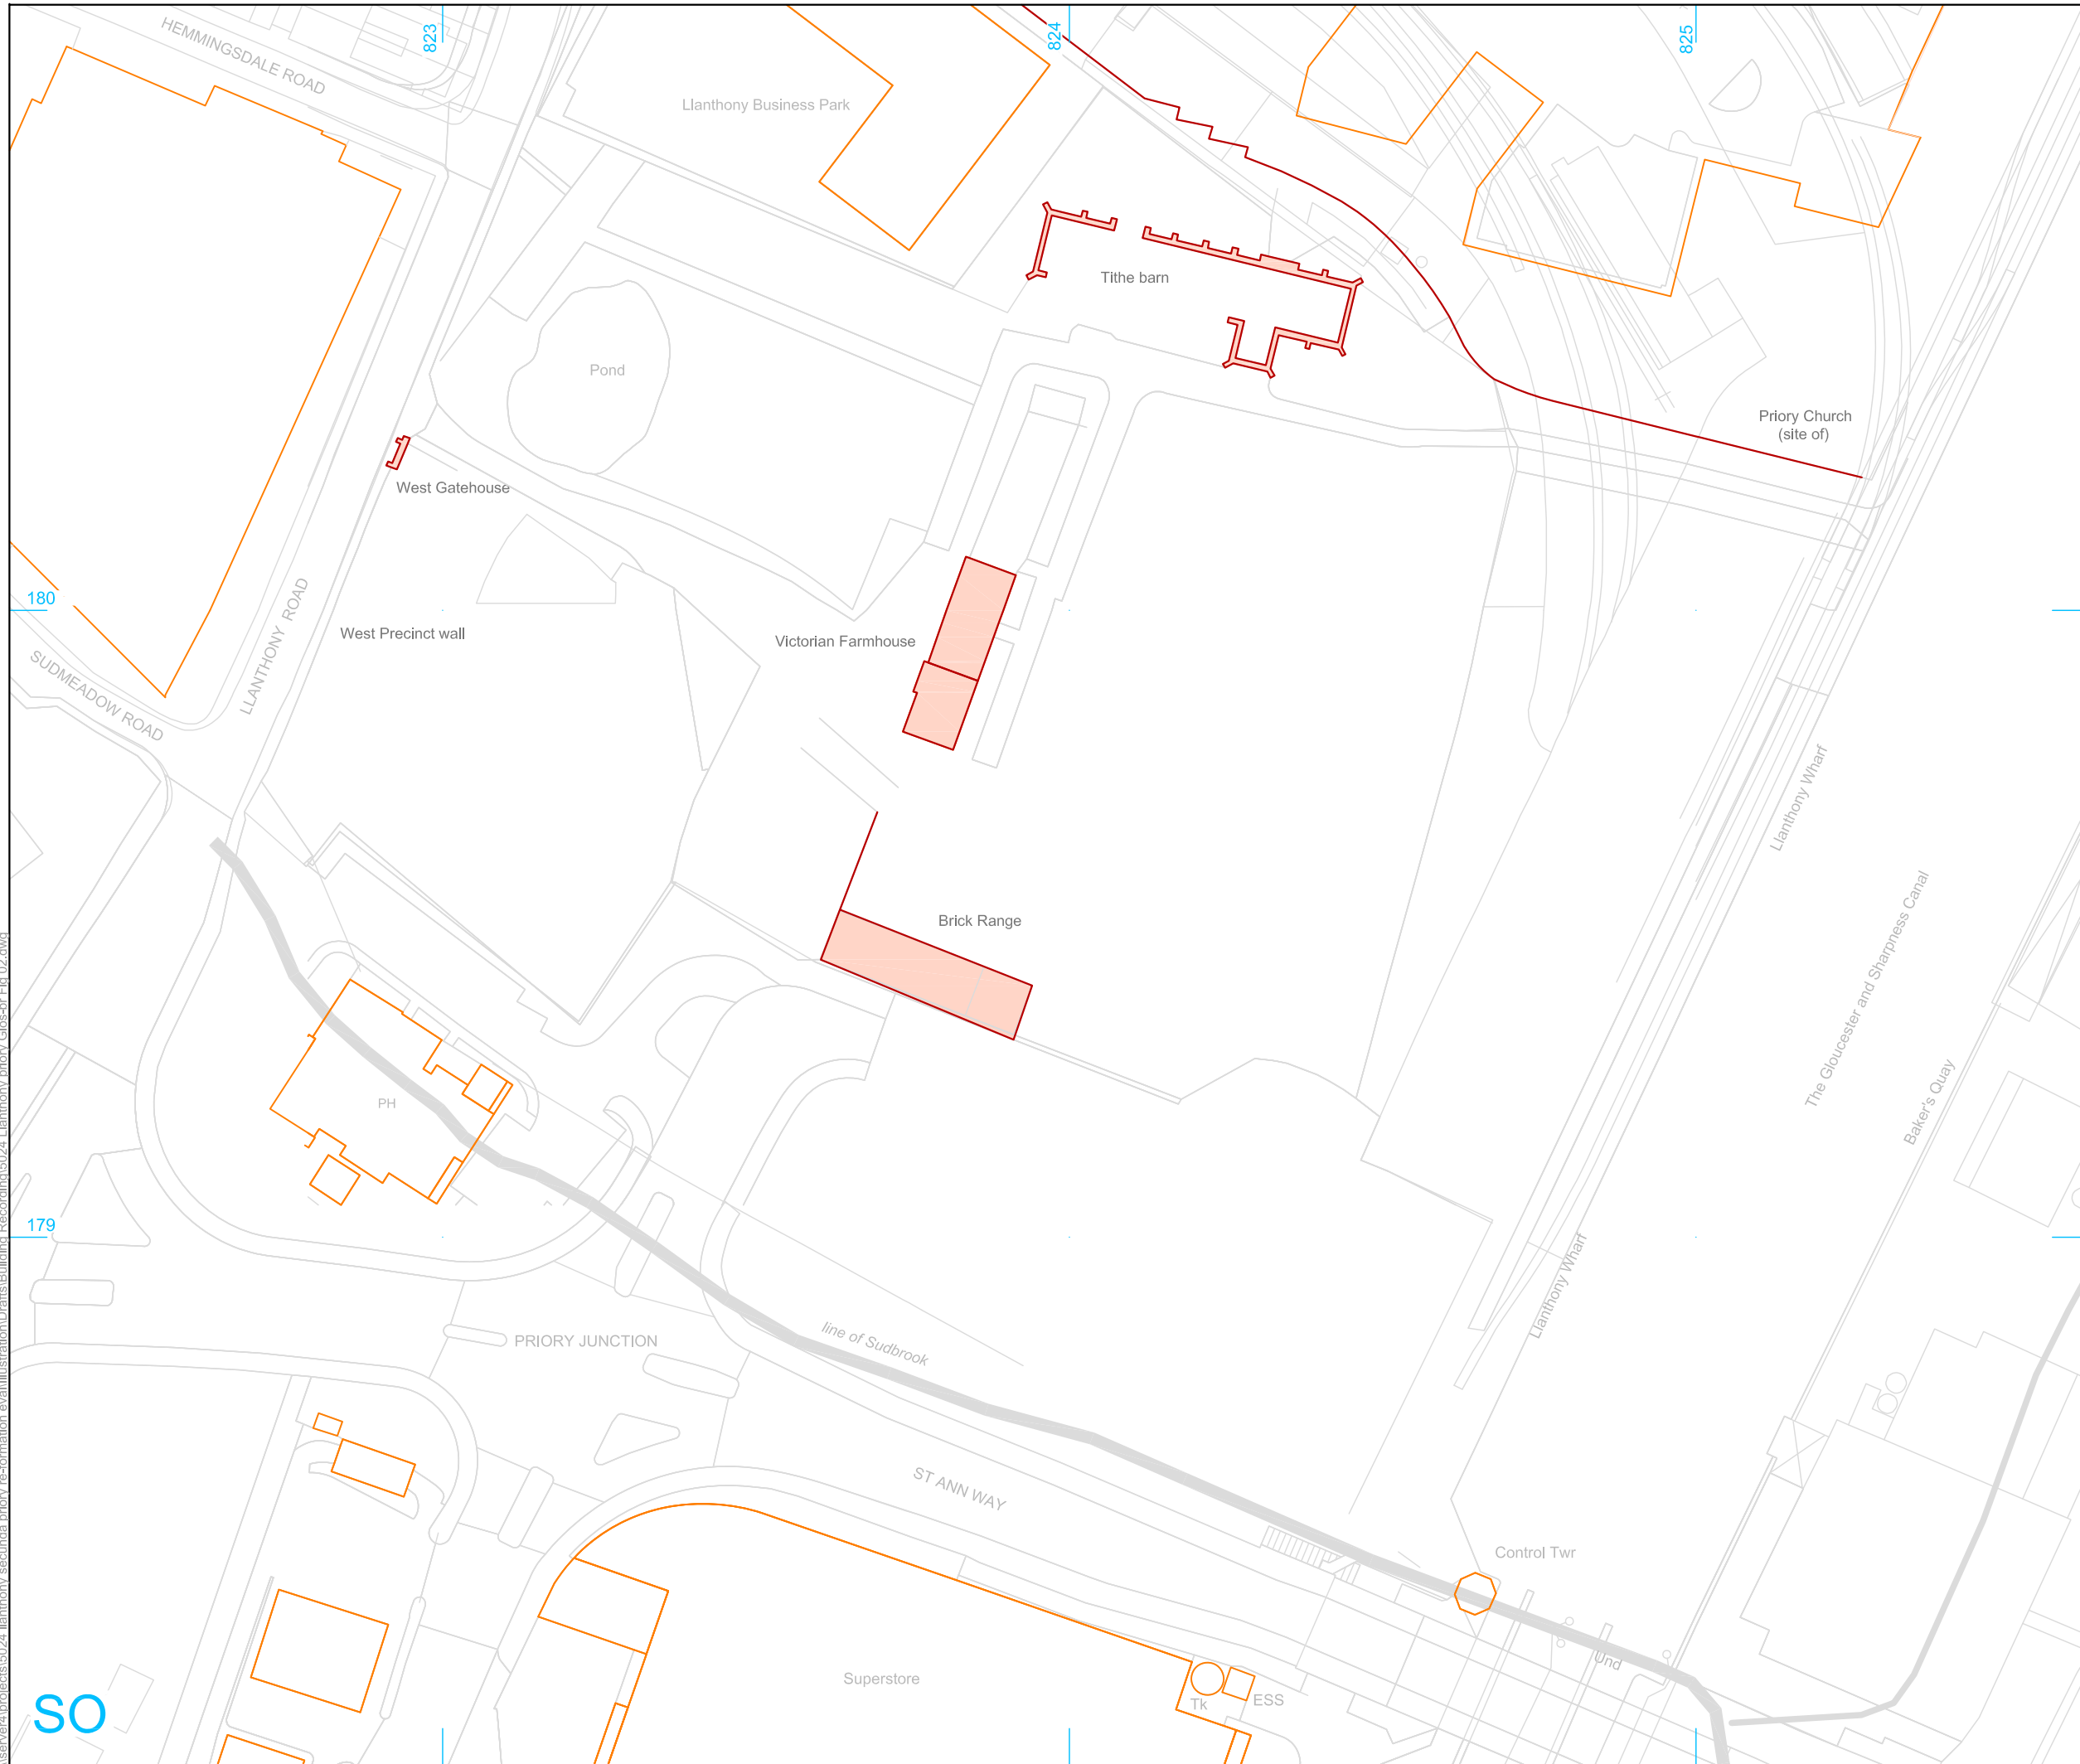 823
824
825
HEMMINGSDALE ROAD
Llanthony Business Park
Tithe barn
Pond
Priory Church
(site of)
West Gatehouse
180
LLANTHONY ROAD
West Precinct wall
Victorian Farmhouse
SUDMEADOW ROAD
Llanthony Wharf
Brick Range
The Gloucester and Sharpness Canal
Baker's Quay
PH
179
Llanthony Wharf
line of Sudbrook
PRIORY JUNCTION
ST ANN WAY
Control Twr
Und
Superstore
Tk
ESS
SO